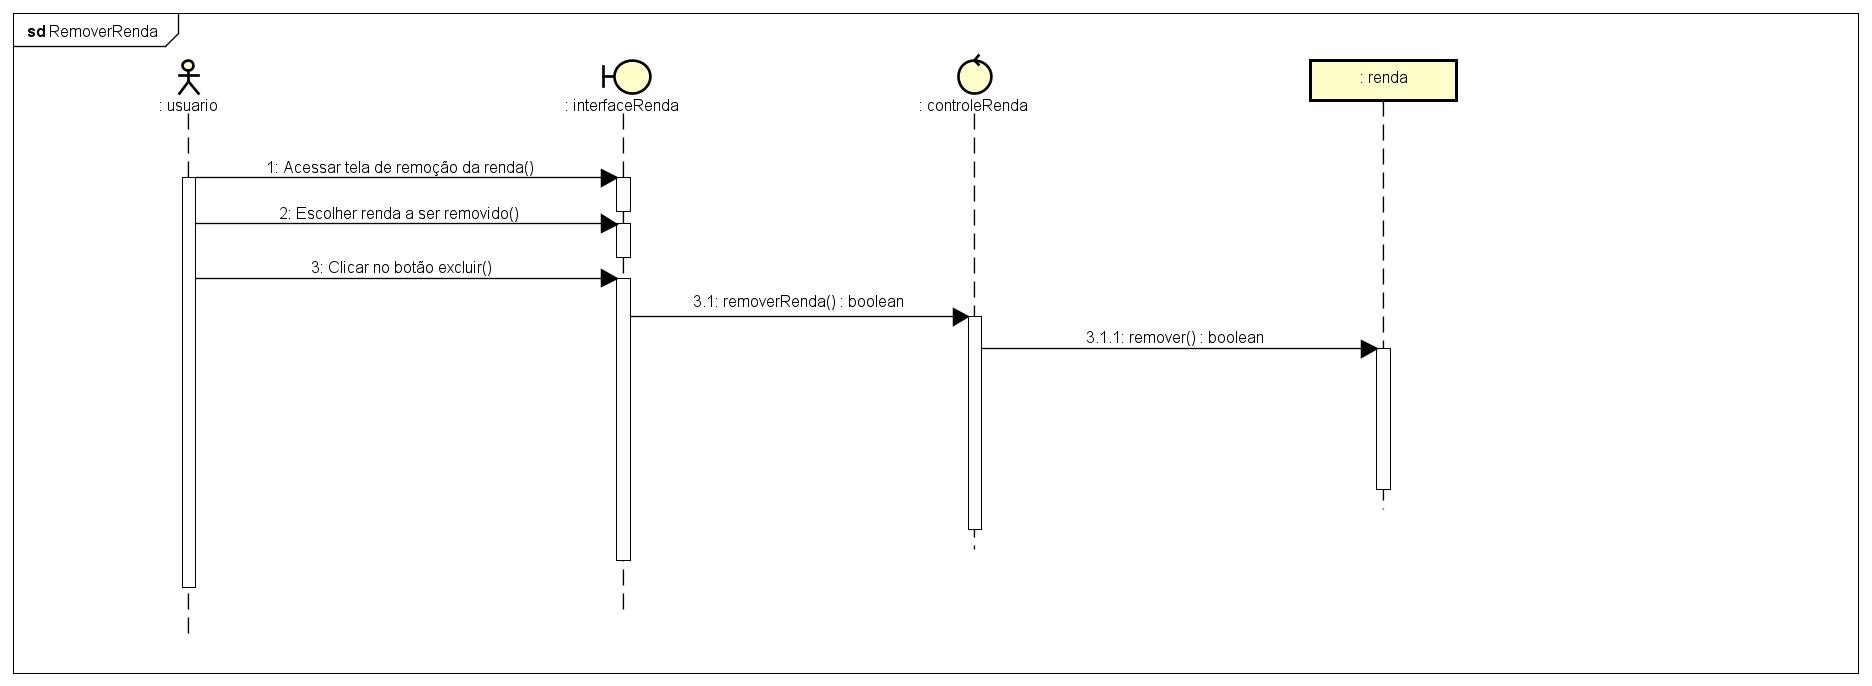 sd RemoverRenda
: usuario
: interfaceRenda
: controleRenda
: renda
1: Acessar tela de remoção da renda()
2: Escolher renda a ser removido()
3: Clicar no botão excluir()
3.1: removerRenda() : boolean
3.1.1: remover() : boolean